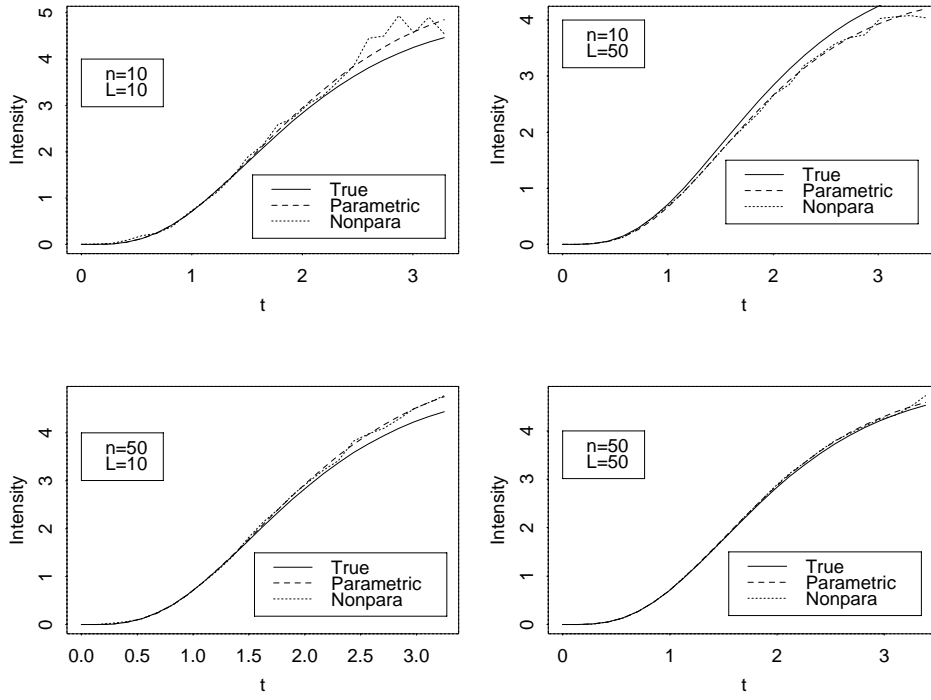 5
4
3
2
1
0
Intensity
n=10
L=10
True
Parametric
Nonpara
0 1 2 3
t
4
3
2
1
0
Intensity
n=10
L=50
True
Parametric
Nonpara
0 1 2 3
t
4
3
2
1
0
Intensity
n=50
L=10
True
Parametric
Nonpara
0.0 0.5 1.0 1.5 2.0 2.5 3.0
t
4
3
2
1
0
Intensity
n=50
L=50
True
Parametric
Nonpara
0 1 2 3
t